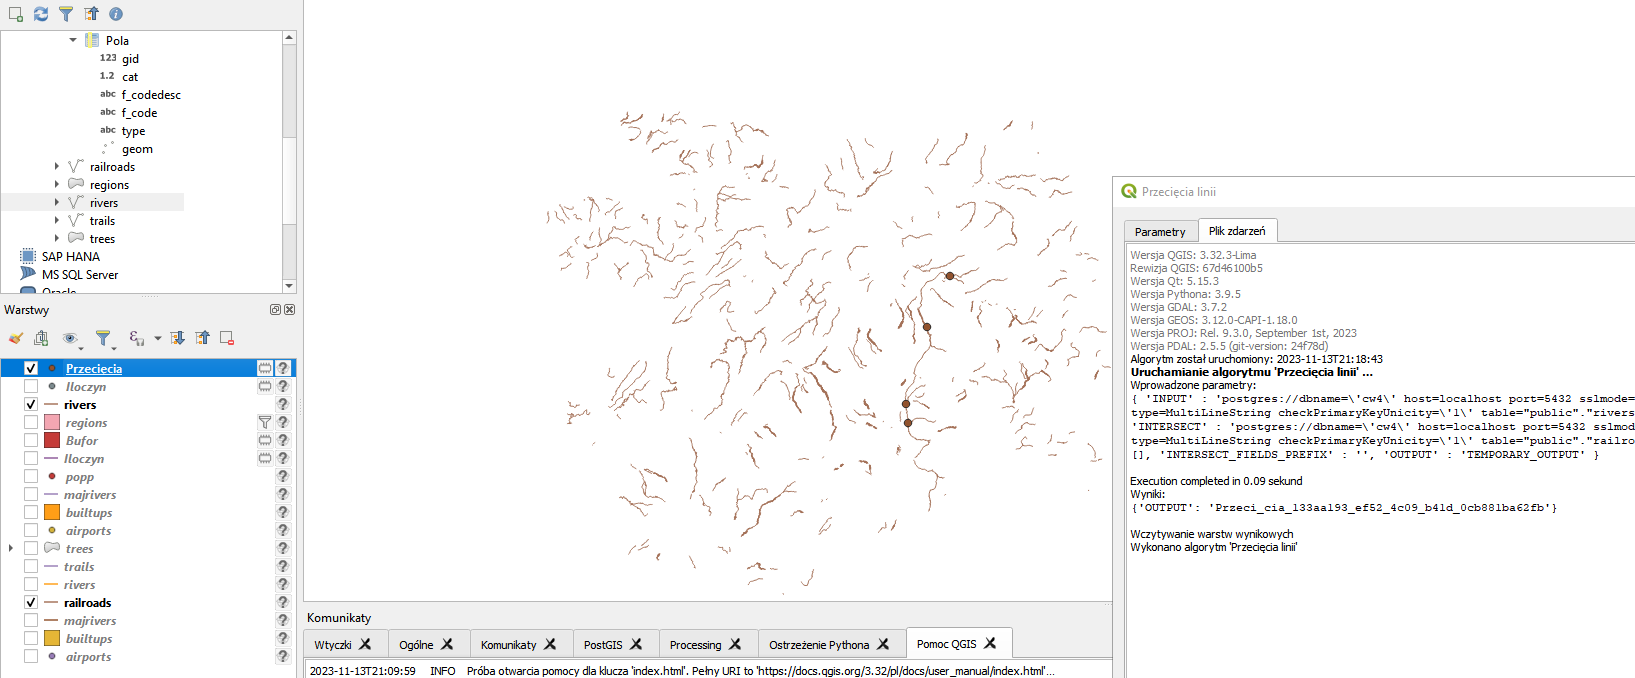 Pola
123 gid
1.2 cat
abc f_codedesc
abc f_code
abc type
geom
railroads
regions
rivers
trails
trees
SAP HANA
MS SQL Server
Oracle
Warstwy
Przecięcia
Iloczyn
rivers
regions
Bufor
Iloczyn
popp
majrivers
builtups
airports
trees
trails
rivers
railroads
majrivers
builtups
airports
Komunikaty
Wtyczki
Ogólne
Komunikaty
PostGIS
Processing
Ostrzeżenie Pythona
Pomoc QGIS
2023-11-13T21:09:59 INFO Próba otwarcia pomocy dla klucza 'index.html'. Pełny URI to 'https://docs.qgis.org/3.32/pl/docs/user_manual/index.html'...
Przecięcia linii
Parametry
Plik zdarzeń
Wersja QGIS: 3.32.3-Lima
Rewizja QGIS: 67d46100b5
Wersja Qt: 5.15.3
Wersja Pythona: 3.9.5
Wersja GDAL: 3.7.2
Wersja GEOS: 3.12.0-CAPI-1.18.0
Wersja PROJ: Rel. 9.3.0, September 1st, 2023
Wersja PDAL: 2.5.5 (git-version: 24f78d)
Algorytm został uruchomiony: 2023-11-13T21:18:43
Uruchamianie algorytmu 'Przecięcia linii' ...
Wprowadzone parametry:
{ 'INPUT' : 'postgres://dbname=\'cw4\' host=localhost port=5432 sslmode=
type=MultiLineString checkPrimaryKeyUnicity=\'1\' table="public"."rivers
'INTERSECT' : 'postgres://dbname=\'cw4\' host=localhost port=5432 sslmod
type=MultiLineString checkPrimaryKeyUnicity=\'1\' table="public"."railro
[], 'INTERSECT_FIELDS_PREFIX' : '', 'OUTPUT' : 'TEMPORARY_OUTPUT' }
Execution completed in 0.09 sekund
Wyniki:
{'OUTPUT': 'Przeci_cia_133aa193_ef52_4c09_b41d_0cb881ba62fb'}
Wczytywanie warstw wynikowych
Wykonano algorytm 'Przecięcia linii'